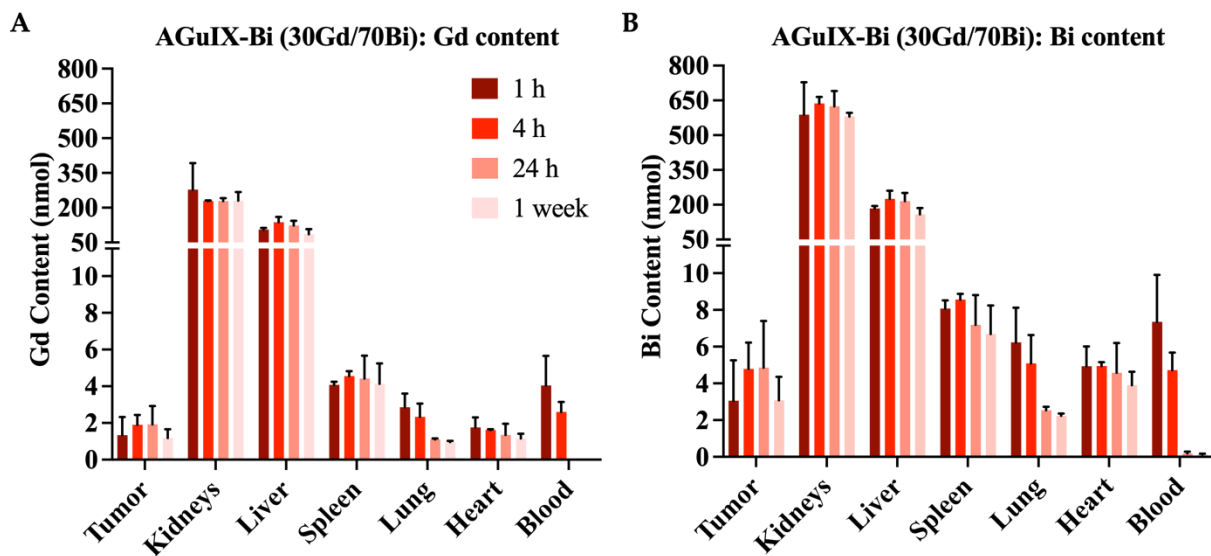 A
AGuIX-Bi (30Gd/70Bi): Gd content
Gd Content (nmol)
800
650
500
350
200
50
10
8
6
4
2
0
1 h
4 h
24 h
1 week
Tumor
Kidneys
Liver
Spleen
Lung
Heart
Blood
B
AGuIX-Bi (30Gd/70Bi): Bi content
Bi Content (nmol)
800
650
500
350
200
50
10
8
6
4
2
0
Tumor
Kidneys
Liver
Spleen
Lung
Heart
Blood